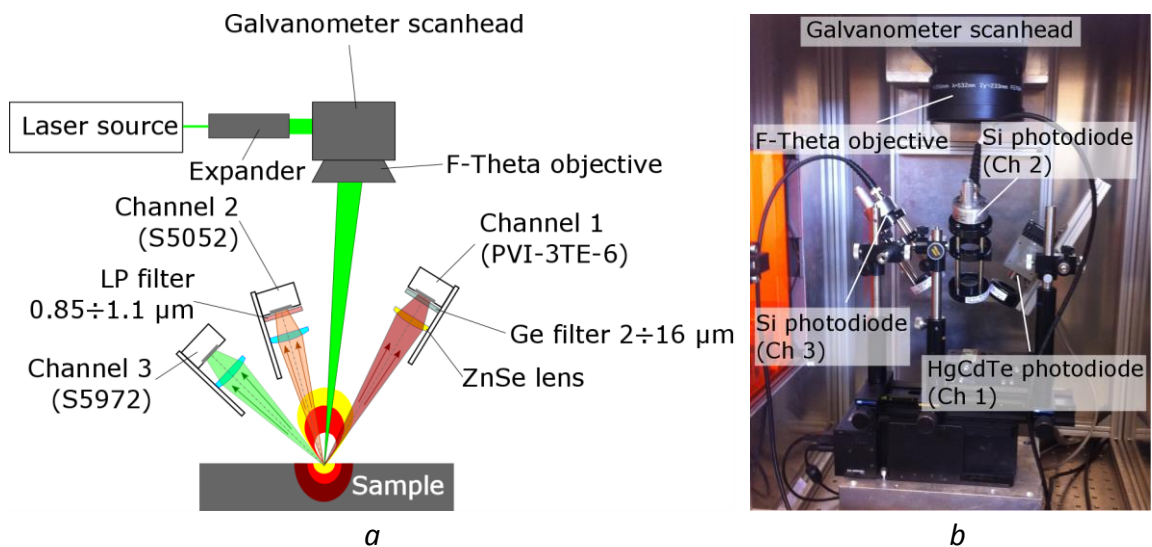 Galvanometer scanhead
Laser source
Expander
F-Theta objective
Channel 2
(S5052)
Channel 1
(PVI-3TE-6)
LP filter
0.85÷1.1 µm
Ge filter 2÷16 µm
Channel 3
(S5972)
ZnSe lens
Sample
a
Galvanometer scanhead
F-Theta objective
Si photodiode
(Ch 2)
Si photodiode
(Ch 3)
HgCdTe photodiode
(Ch 1)
b